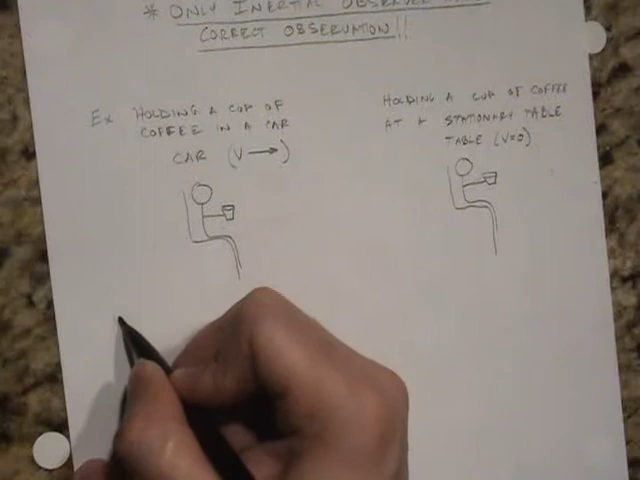 * ONLY INERTIAL OBSERVER
CORRECT OBSERVATION!!
Ex HOLDING A CUP OF
COFFEE IN A CAR
CAR (V →)
HOLDING A CUP OF COFFEE
AT A STATIONARY TABLE
TABLE (V=0)